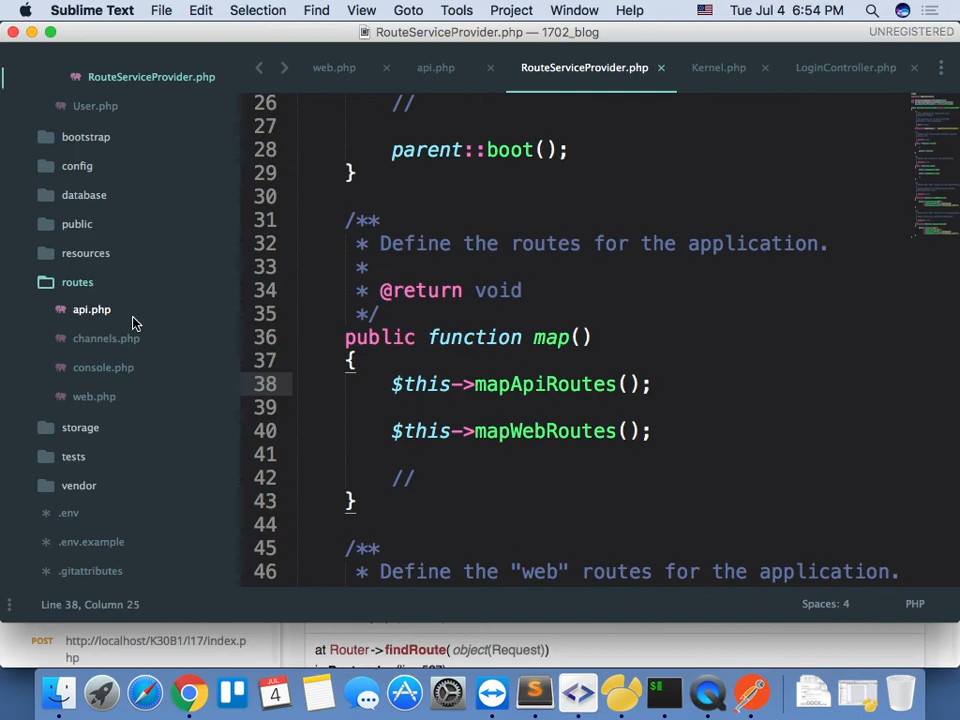 Sublime Text File Edit Selection Find View Goto Tools Project Window Help Tue Jul 4 6:54 PM
RouteServiceProvider.php — 1702_blog UNREGISTERED
RouteServiceProvider.php
User.php
bootstrap
config
database
public
resources
routes
api.php
channels.php
console.php
web.php
storage
tests
vendor
.env
.env.example
.gitattributes
web.php × api.php × RouteServiceProvider.php × Kernel.php × LoginController.php ×
26 //
27
28 parent::boot();
29 }
30
31 /**
32 * Define the routes for the application.
33 *
34 * @return void
35 */
36 public function map()
37 {
38 $this->mapApiRoutes();
39
40 $this->mapWebRoutes();
41
42 //
43 }
44
45 /**
46 * Define the "web" routes for the application.
Line 38, Column 25 Spaces: 4 PHP
POST http://localhost/K30B1/l17/index.p
hp
at Router->findRoute(object(Request))